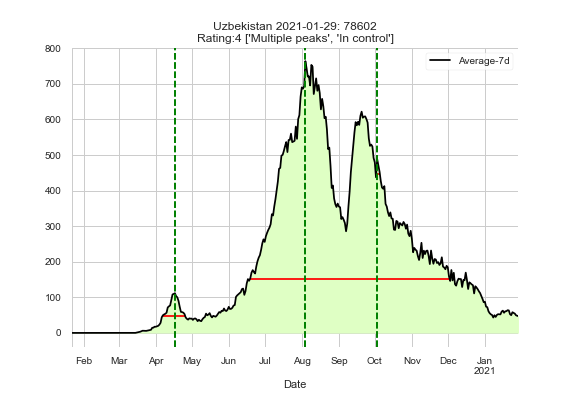 Uzbekistan 2021-01-29: 78602
Rating:4 ['Multiple peaks', 'In control']
Average-7d
800
700
600
500
400
300
200
100
0
Feb Mar Apr May Jun Jul Aug Sep Oct Nov Dec Jan
2021
Date